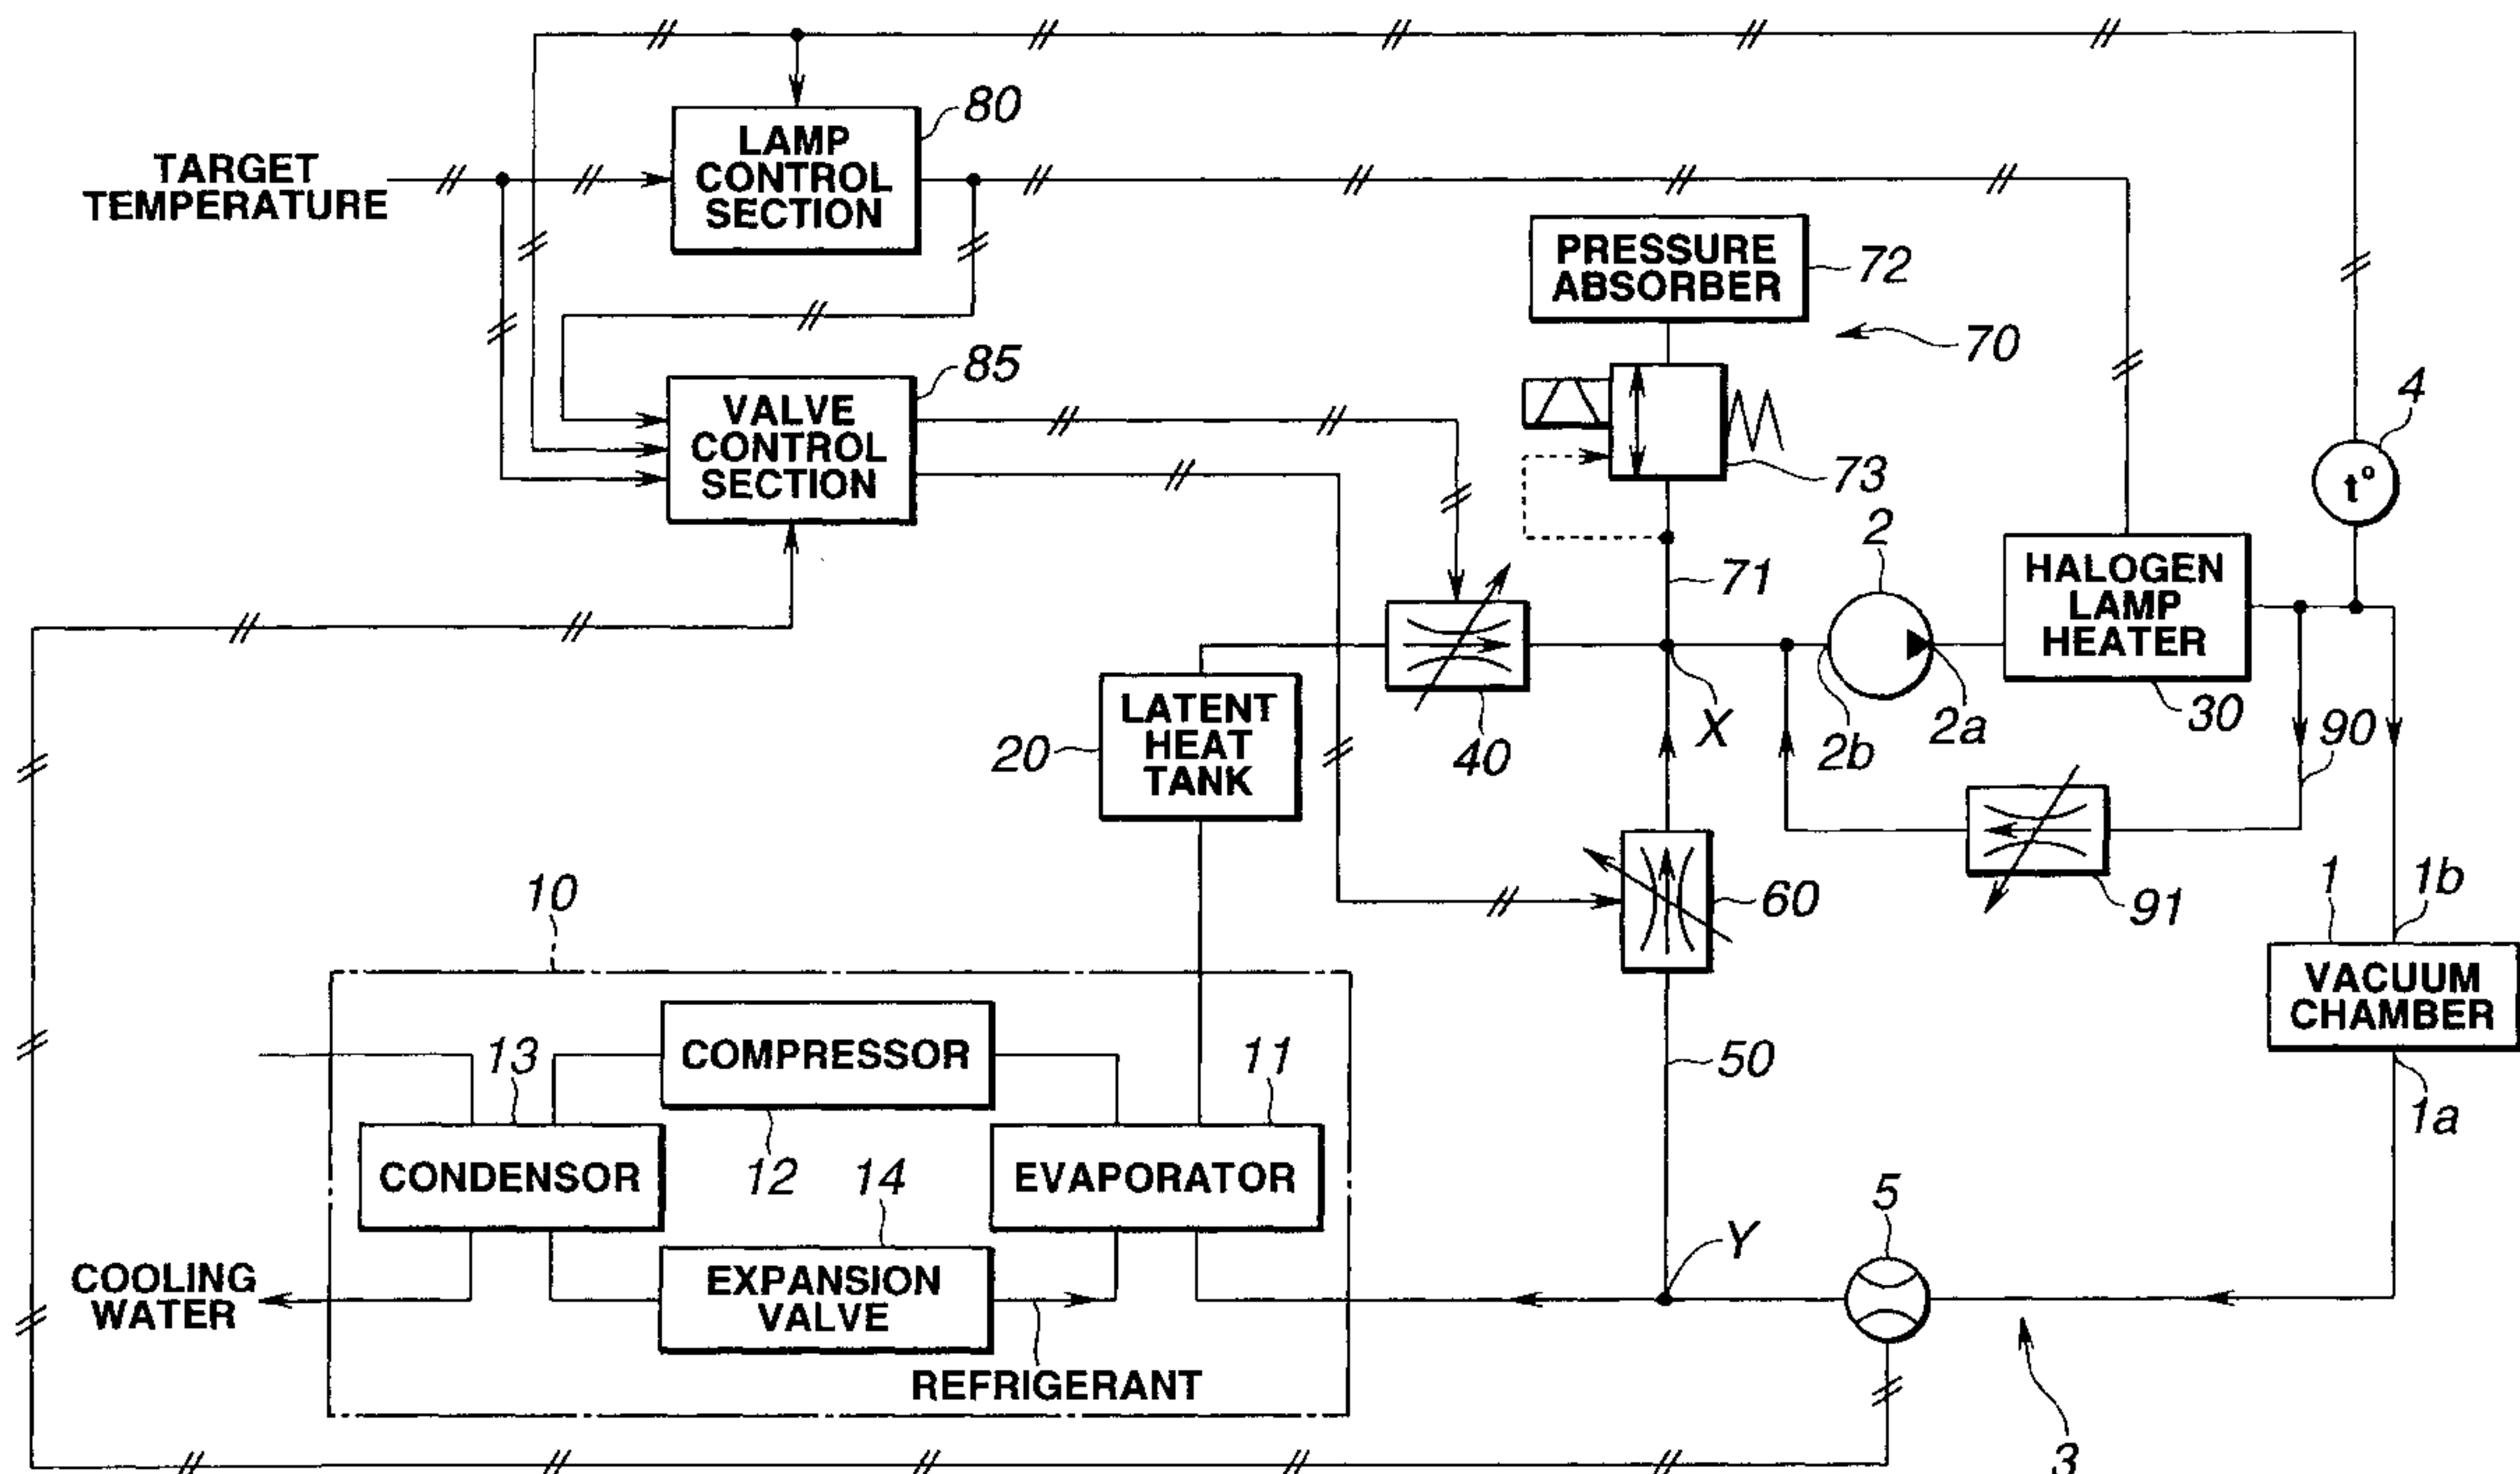 80
LAMP
CONTROL
SECTION
TARGET
TEMPERATURE
PRESSURE
ABSORBER
72
70
85
VALVE
CONTROL
SECTION
4
t°
73
2
71
HALOGEN
LAMP
HEATER
X
2b
2a
30
90
LATENT
HEAT
TANK
20
40
10
60
91
1
1b
VACUUM
CHAMBER
13
COMPRESSOR
11
50
1a
CONDENSOR
12
14
EVAPORATOR
5
Y
COOLING
WATER
EXPANSION
VALVE
REFRIGERANT
3